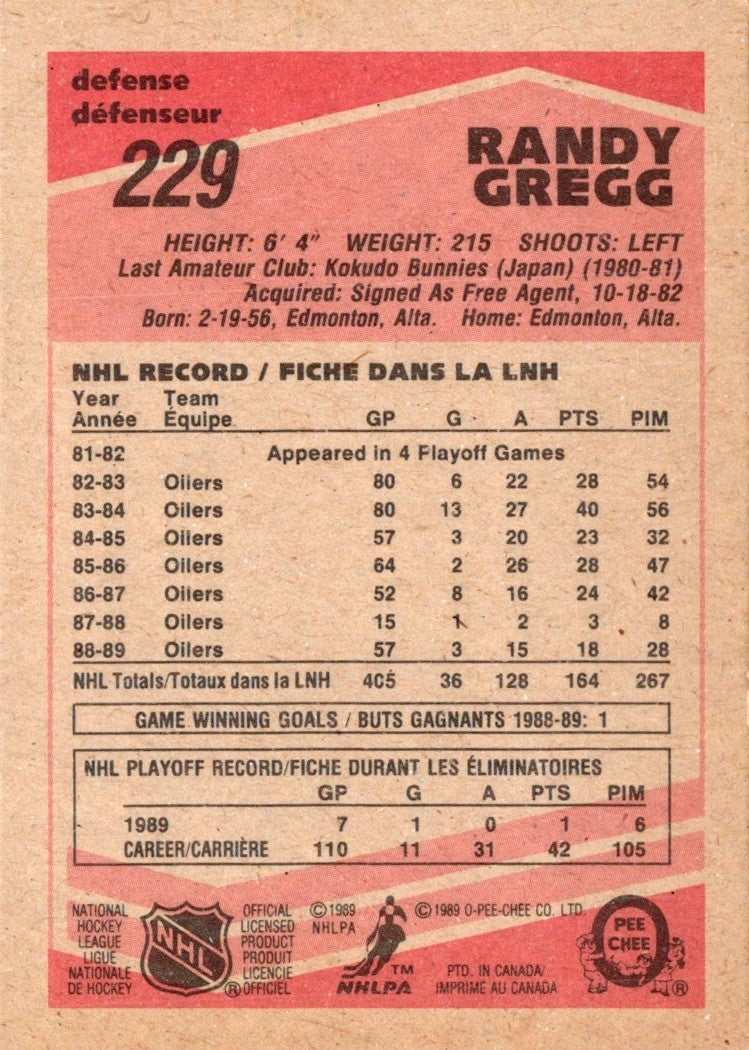 defense
défenseur
229
RANDY
GREGG
HEIGHT: 6' 4" WEIGHT: 215 SHOOTS: LEFT
Last Amateur Club: Kokudo Bunnies (Japan) (1980-81)
Acquired: Signed As Free Agent, 10-18-82
Born: 2-19-56, Edmonton, Alta. Home: Edmonton, Alta.
NHL RECORD / FICHE DANS LA LNH
Year Team
Année Équipe GP G A PTS PIM
81-82 Appeared in 4 Playoff Games
82-83 Oilers 80 6 22 28 54
83-84 Oilers 80 13 27 40 56
84-85 Oilers 57 3 20 23 32
85-86 Oilers 64 2 26 28 47
86-87 Oilers 52 8 16 24 42
87-88 Oilers 15 1 2 3 8
88-89 Oilers 57 3 15 18 28
NHL Totals/Totaux dans la LNH 405 36 128 164 267
GAME WINNING GOALS / BUTS GAGNANTS 1988-89: 1
NHL PLAYOFF RECORD/FICHE DURANT LES ÉLIMINATOIRES
GP G A PTS PIM
1989 7 1 0 1 6
CAREER/CARRIÈRE 110 11 31 42 105
NATIONAL
HOCKEY
LEAGUE
LIGUE
NATIONALE
DE HOCKEY
NHL
®
OFFICIAL
LICENSED
PRODUCT
PRODUIT
LICENCIE
OFFICIEL
© 1989
NHLPA
TM
NHLPA
© 1989 O-PEE-CHEE CO. LTD.
PTD. IN CANADA/
IMPRIMÉ AU CANADA
O
PEE
CHEE
®